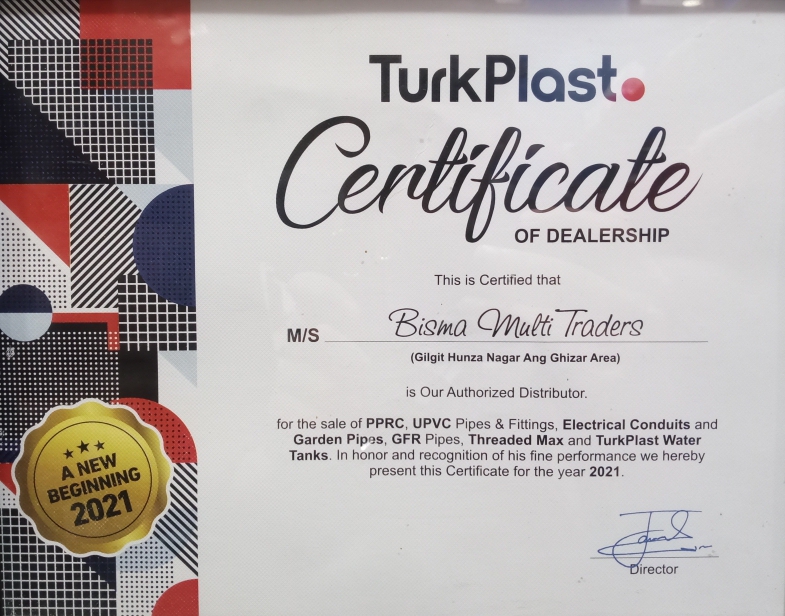 TurkPlast
Certificate
OF DEALERSHIP
This is Certified that
M/S Bisma Multi Traders
(Gilgit Hunza Nagar Ang Ghizar Area)
is Our Authorized Distributor.
for the sale of PPRC, UPVC Pipes & Fittings, Electrical Conduits and
Garden Pipes, GFR Pipes, Threaded Max and TurkPlast Water
Tanks. In honor and recognition of his fine performance we hereby
present this Certificate for the year 2021.
Director
A NEW
BEGINNING
2021